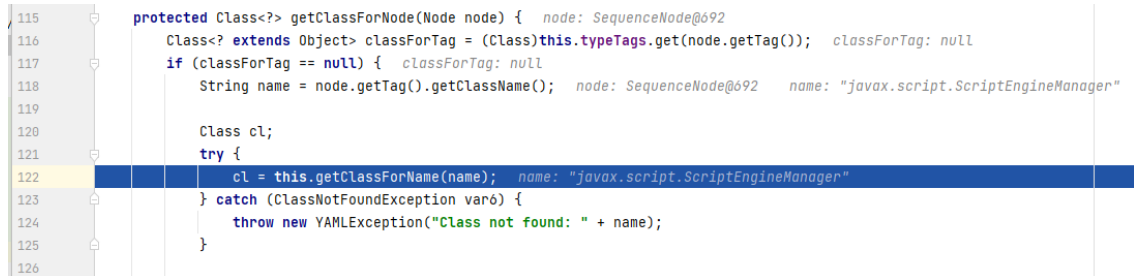 115 protected Class<?> getClassForNode(Node node) { node: SequenceNode@692
116 Class<? extends Object> classForTag = (Class)this.typeTags.get(node.getTag()); classForTag: null
117 if (classForTag == null) { classForTag: null
118 String name = node.getTag().getClassName(); node: SequenceNode@692 name: "javax.script.ScriptEngineManager"
119
120 Class cl;
121 try {
122 cl = this.getClassForName(name); name: "javax.script.ScriptEngineManager"
123 } catch (ClassNotFoundException var6) {
124 throw new YAMLException("Class not found: " + name);
125 }
126